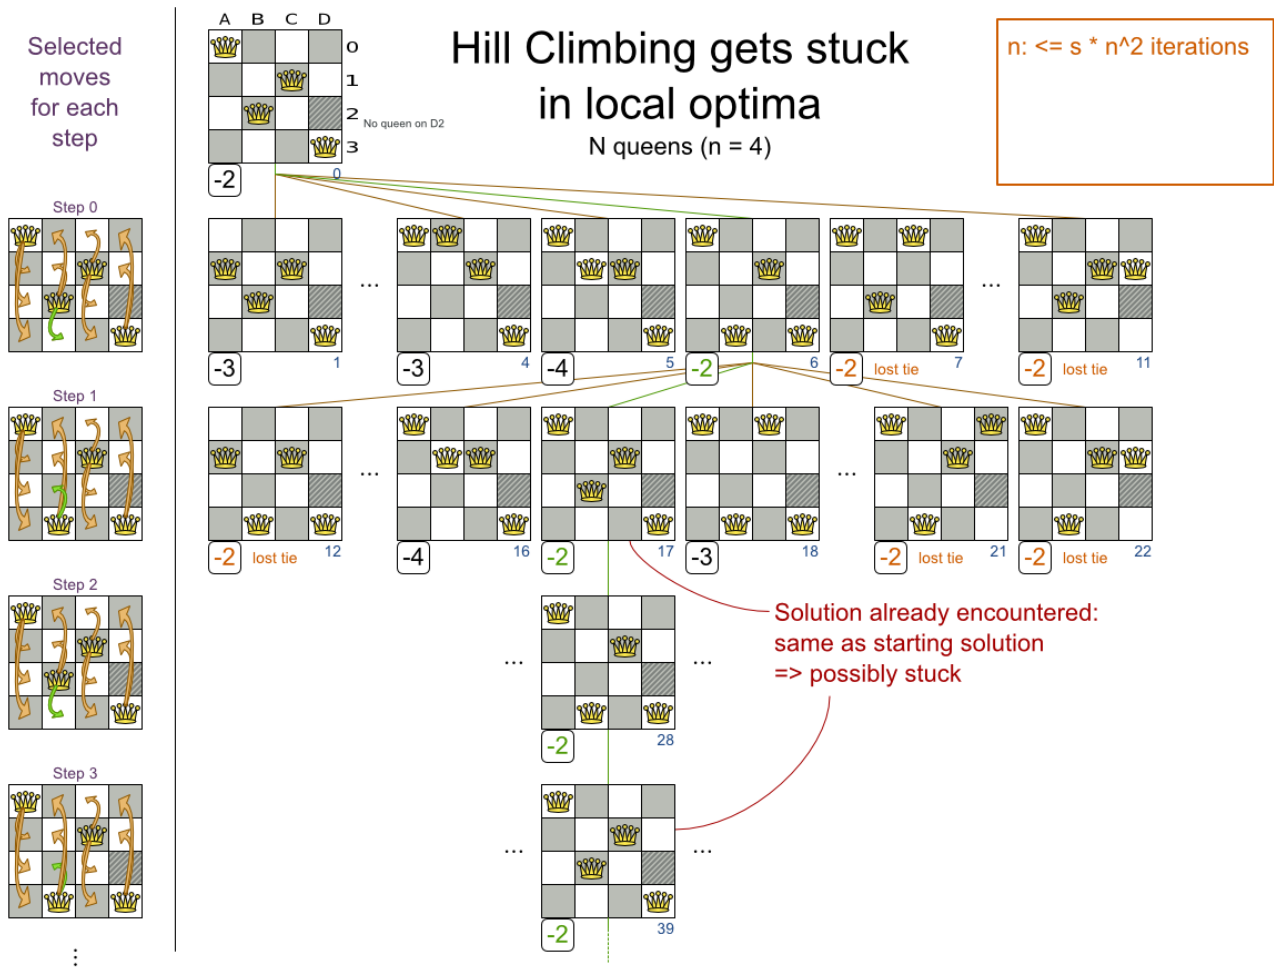 Selected
moves
for each
step
A B C D
0
1
2
3
No queen on D2
-2
0
Hill Climbing gets stuck
in local optima
N queens (n = 4)
n: <= s * n^2 iterations
Step 0
...
...
-3
1
-3
4
-4
5
-2
6
-2
lost tie
7
-2
lost tie
11
Step 1
...
...
-2
lost tie
12
-4
16
-2
17
-3
18
-2
lost tie
21
-2
lost tie
22
Step 2
...
...
-2
28
Solution already encountered:
same as starting solution
=> possibly stuck
Step 3
...
...
-2
39
...